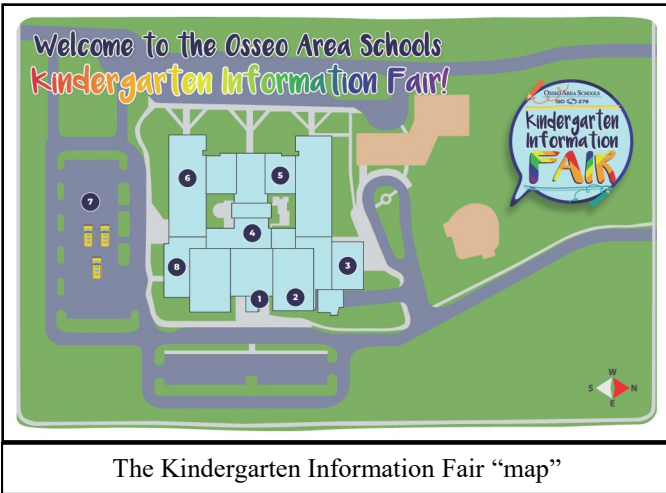 Welcome to the Osseo Area Schools
Kindergarten Information Fair!
OSSEO AREA SCHOOLS
ISD 279
Kindergarten
Information
FAIR
6
5
7
4
8
3
1
2
W
S N
E
The Kindergarten Information Fair “map”